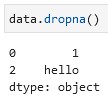 data.dropna()
0        1
2    hello
dtype: object